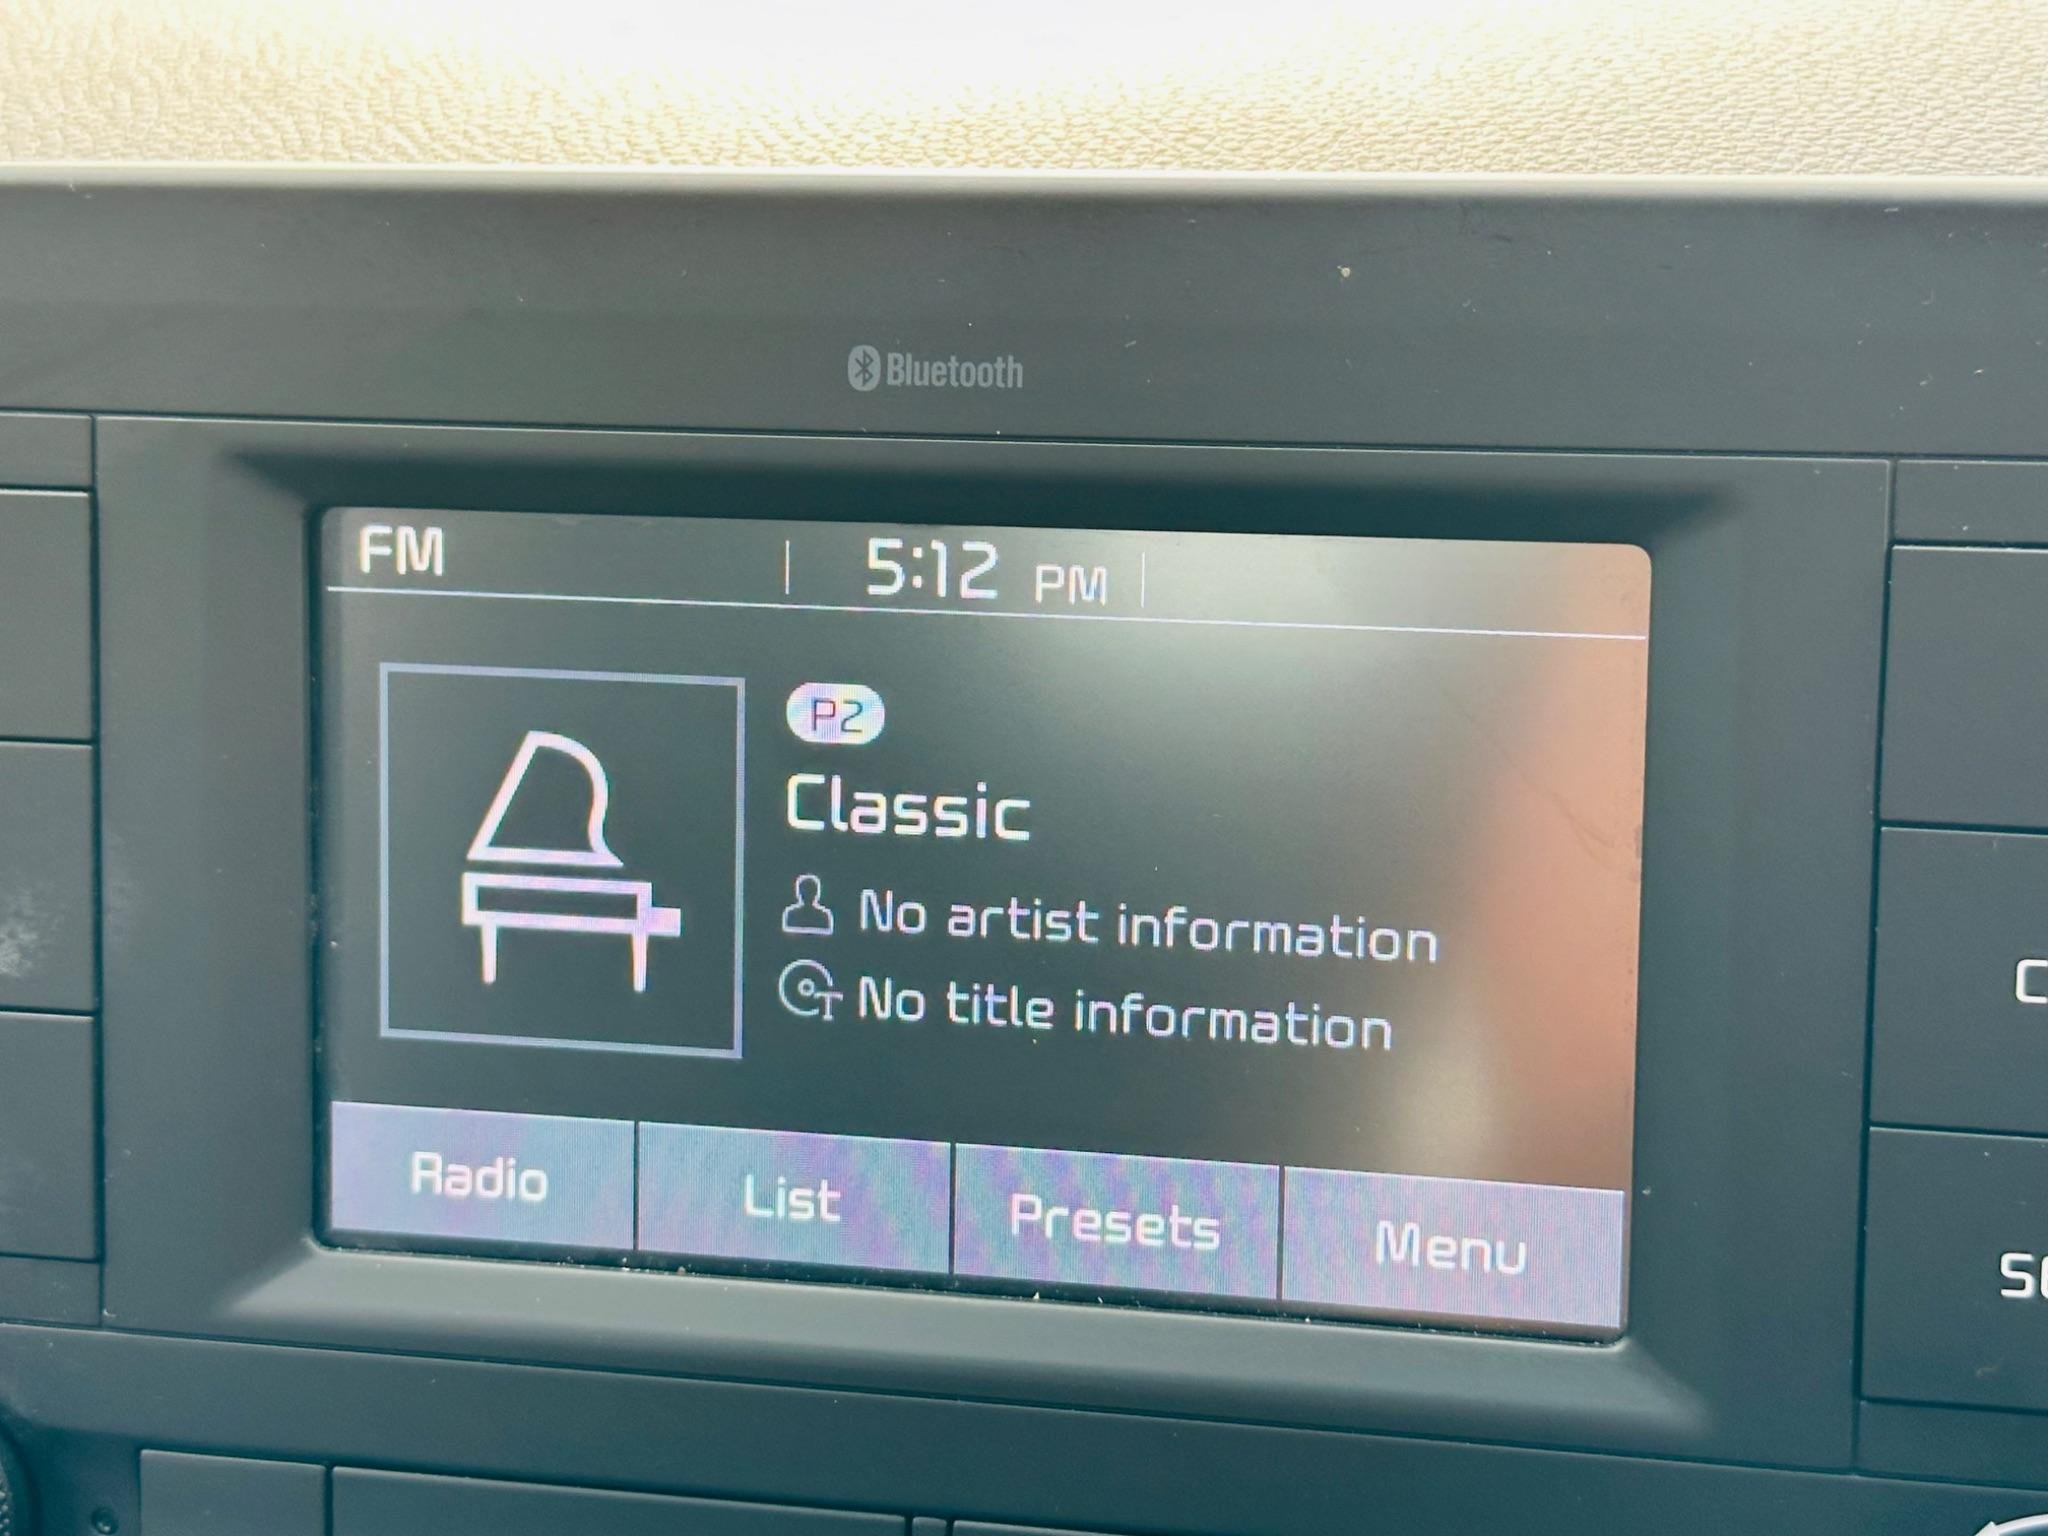 Bluetooth
FM 5:12 PM
P2
Classic
No artist information
No title information
Radio List Presets Menu